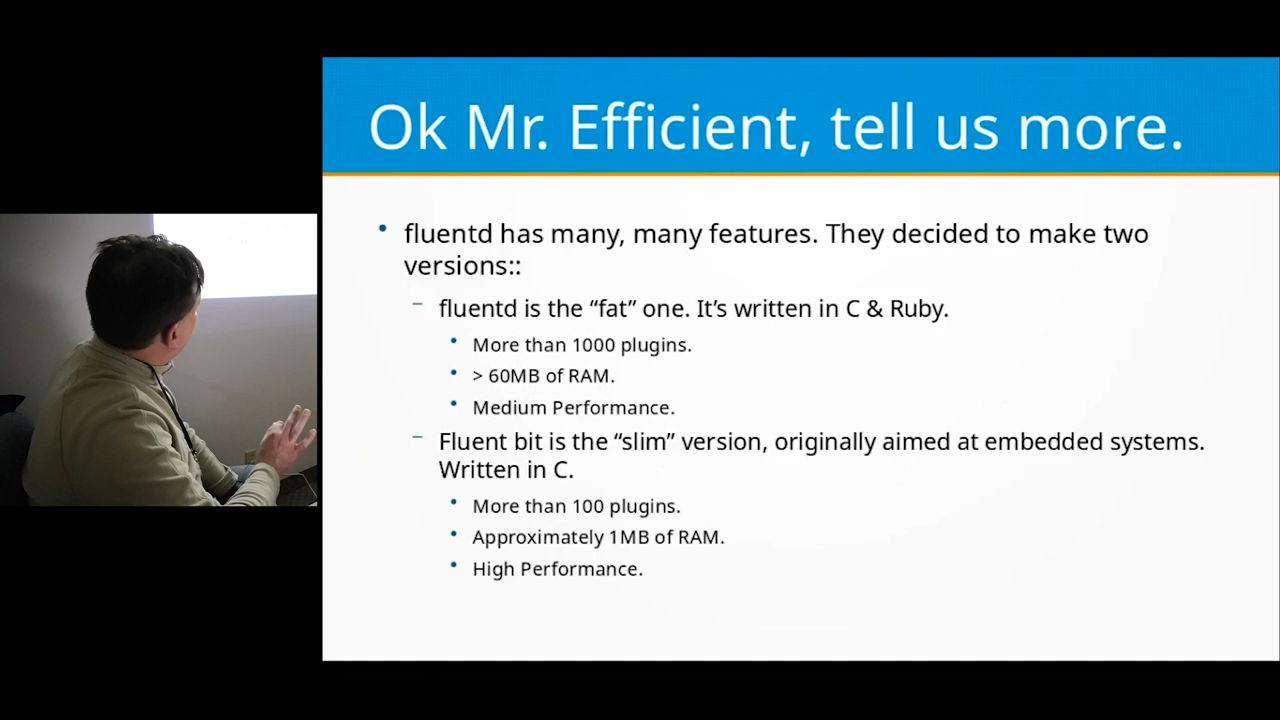 Ok Mr. Efficient, tell us more.
• fluentd has many, many features. They decided to make two
versions::
– fluentd is the “fat” one. It’s written in C & Ruby.
• More than 1000 plugins.
• > 60MB of RAM.
• Medium Performance.
– Fluent bit is the “slim” version, originally aimed at embedded systems.
Written in C.
• More than 100 plugins.
• Approximately 1MB of RAM.
• High Performance.